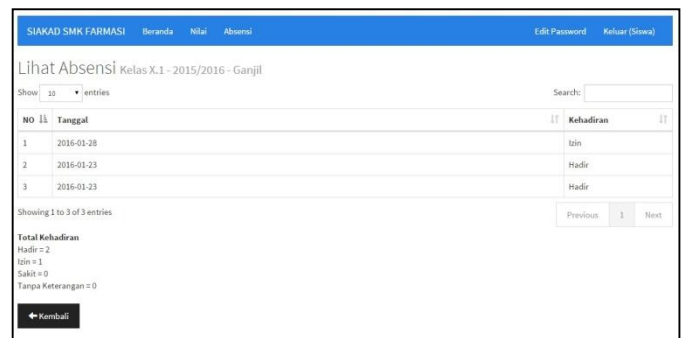 SIAKAD SMK FARMASI Beranda Nilai Absensi Edit Password Keluar (Siswa)
Lihat Absensi Kelas X.1 - 2015/2016 - Ganjil
Show 10 entries Search:
NO Tanggal Kehadiran
1 2016-01-28 Izin
2 2016-01-23 Hadir
3 2016-01-23 Hadir
Showing 1 to 3 of 3 entries Previous 1 Next
Total Kehadiran
Hadir = 2
Izin = 1
Sakit = 0
Tanpa Keterangan = 0
Kembali